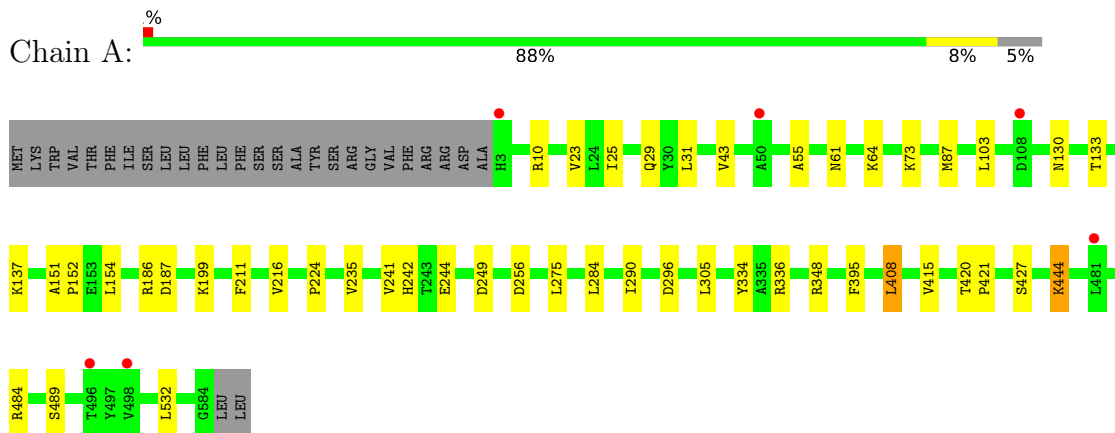 .%
Chain A:
88% 8% 5%
MET LYS TRP VAL THR PHE ILE SER LEU LEU PHE LEU PHE SER SER ALA TYR SER ARG GLY VAL PHE ARG ARG ASP ALA H3 R10 V23 L24 I25 Q29 Y30 L31 V43 A50 A55 N61 K64 K73 M87 L103 D108 N130 T133
K137 A151 P152 E153 L154 R186 D187 K199 F211 V216 P224 V235 V241 H242 T243 E244 D249 D256 L275 L284 I290 D296 L305 Y334 A335 R336 R348 F395 L408 V415 T420 P421 S427 K444 L481
R484 S489 T496 Y497 V498 L532 G584 LEU LEU